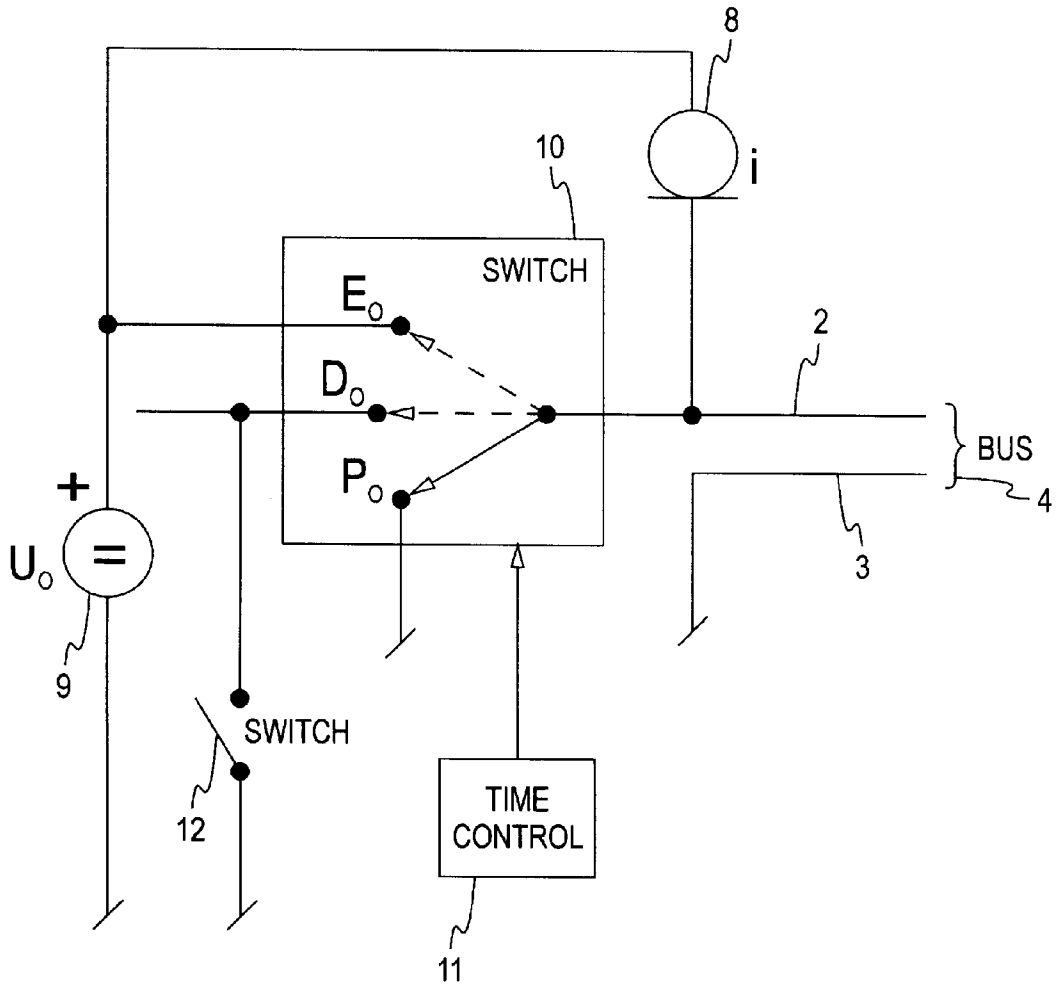 8
10
i
SWITCH
E₀
2
D₀
BUS
P₀
4
+
U₀
=
3
9
SWITCH
12
TIME
CONTROL
11